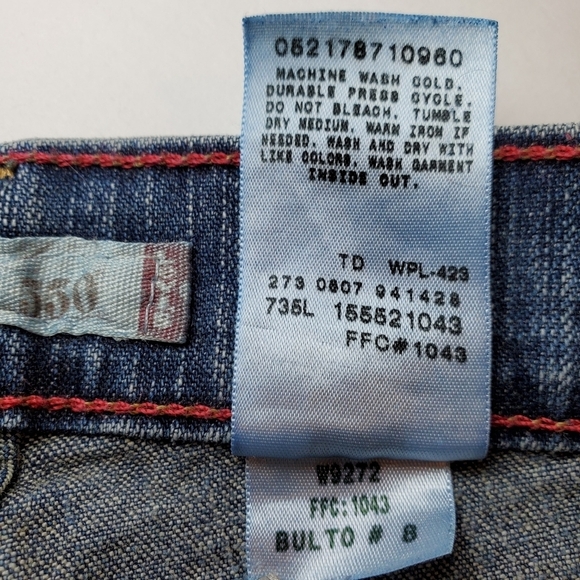 052178710960
MACHINE WASH COLD.
DURABLE PRESS CYCLE.
DO NOT BLEACH. TUMBLE
DRY MEDIUM. WARM IRON IF
NEEDED. WASH AND DRY WITH
LIKE COLORS. WASH GARMENT
INSIDE OUT.
TD WPL-423
273 0807 941428
735L 155521043
FFC#1043
W9272
FFC:1043
BULTO # 8
550